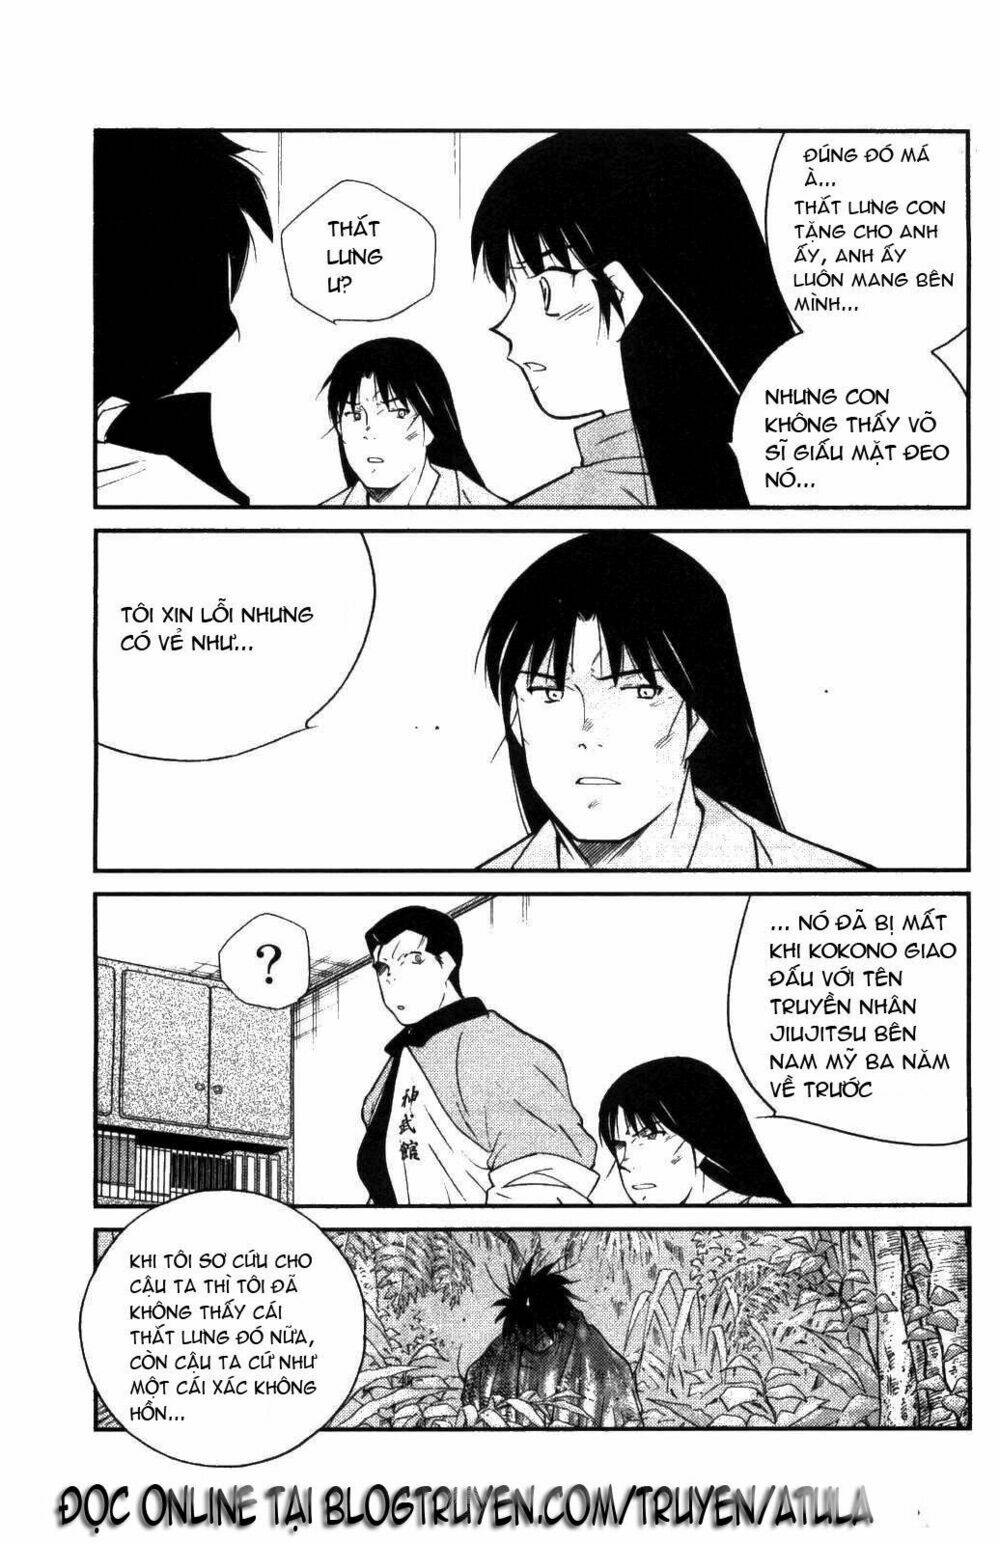 ĐÚNG ĐÓ MÁ
À...
THẮT LƯNG CON
TẶNG CHO ANH
ẤY, ANH ẤY
LUÔN MANG BÊN
MÌNH...
THẮT
LƯNG
Ư?
NHƯNG CON
KHÔNG THẤY VÕ
SĨ GIẤU MẶT ĐEO
NÓ...
TÔI XIN LỖI NHƯNG
CÓ VẺ NHƯ...
... NÓ ĐÃ BỊ MẤT
KHI KOKONO GIAO
ĐẤU VỚI TÊN
TRUYỀN NHÂN
JIUJITSU BÊN
NAM MỸ BA NĂM
VỀ TRƯỚC
?
神武館
KHI TÔI SƠ CỨU CHO
CẬU TA THÌ TÔI ĐÃ
KHÔNG THẤY CÁI
THẮT LƯNG ĐÓ NỮA,
CÒN CẬU TA CỨ NHƯ
MỘT CÁI XÁC KHÔNG
HỒN...
ĐỌC ONLINE TẠI BLOGTRUYEN.COM/TRUYEN/ATULA